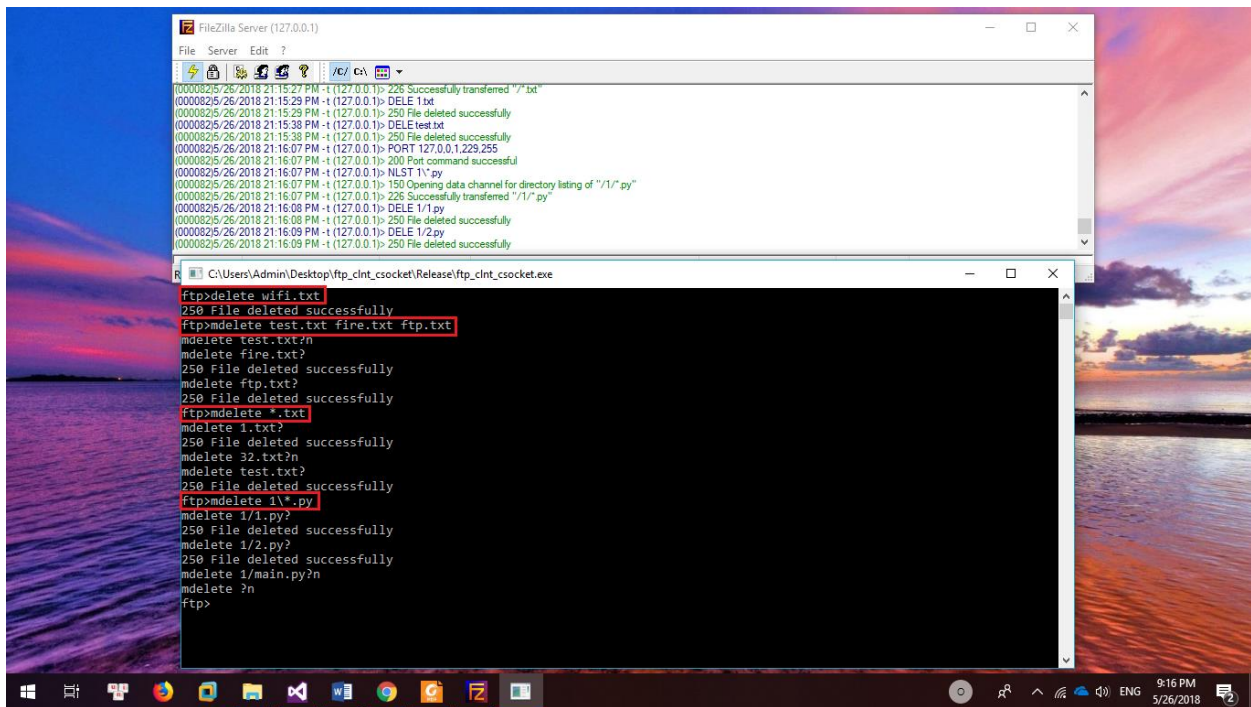 FileZilla Server (127.0.0.1)
File Server Edit ?
/C/ C:\
(000082)5/26/2018 21:15:27 PM -t (127.0.0.1)> 226 Successfully transferred "/*.txt"
(000082)5/26/2018 21:15:29 PM -t (127.0.0.1)> DELE 1.txt
(000082)5/26/2018 21:15:29 PM -t (127.0.0.1)> 250 File deleted successfully
(000082)5/26/2018 21:15:38 PM -t (127.0.0.1)> DELE test.txt
(000082)5/26/2018 21:15:38 PM -t (127.0.0.1)> 250 File deleted successfully
(000082)5/26/2018 21:16:07 PM -t (127.0.0.1)> PORT 127,0,0,1,229,255
(000082)5/26/2018 21:16:07 PM -t (127.0.0.1)> 200 Port command successful
(000082)5/26/2018 21:16:07 PM -t (127.0.0.1)> NLST 1\*.py
(000082)5/26/2018 21:16:07 PM -t (127.0.0.1)> 150 Opening data channel for directory listing of "/1/*.py"
(000082)5/26/2018 21:16:07 PM -t (127.0.0.1)> 226 Successfully transferred "/1/*.py"
(000082)5/26/2018 21:16:08 PM -t (127.0.0.1)> DELE 1/1.py
(000082)5/26/2018 21:16:08 PM -t (127.0.0.1)> 250 File deleted successfully
(000082)5/26/2018 21:16:09 PM -t (127.0.0.1)> DELE 1/2.py
(000082)5/26/2018 21:16:09 PM -t (127.0.0.1)> 250 File deleted successfully
C:\Users\Admin\Desktop\ftp_clnt_csocket\Release\ftp_clnt_csocket.exe
ftp>delete wifi.txt
250 File deleted successfully
ftp>mdelete test.txt fire.txt ftp.txt
mdelete test.txt?n
mdelete fire.txt?
250 File deleted successfully
mdelete ftp.txt?
250 File deleted successfully
ftp>mdelete *.txt
mdelete 1.txt?
250 File deleted successfully
mdelete 32.txt?n
mdelete test.txt?
250 File deleted successfully
ftp>mdelete 1\*.py
mdelete 1/1.py?
250 File deleted successfully
mdelete 1/2.py?
250 File deleted successfully
mdelete 1/main.py?n
mdelete ?n
ftp>
ENG
9:16 PM
5/26/2018
2